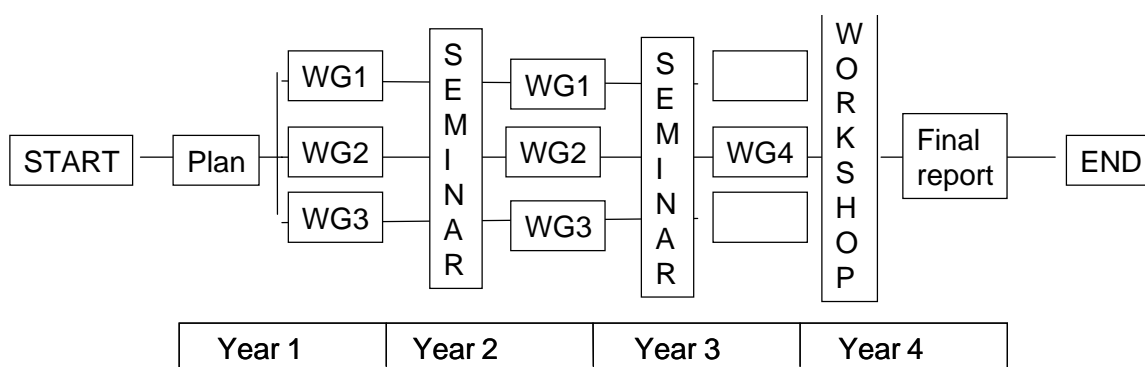 START
Plan
WG1
WG2
WG3
SEMINAR
WG1
WG2
WG3
SEMINAR
WG4
WORKSHOP
Final
report
END
Year 1
Year 2
Year 3
Year 4